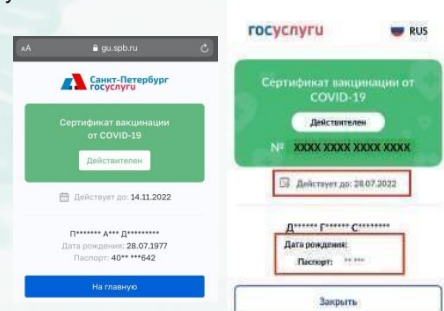 AA gu.spb.ru
Санкт-Петербург
госуслуги
Сертификат вакцинации
от COVID-19
Действителен
Действует до: 14.11.2022
П******* А*** Д*********
Дата рождения: 28.07.1977
Паспорт: 40** ***642
На главную
госуслуги RUS
Сертификат вакцинации от
COVID-19
Действителен
№ XXXX XXXX XXXX XXXX
Действует до: 28.07.2022
Д****** Г****** С********
Дата рождения:
Паспорт: ** ***
Закрыть